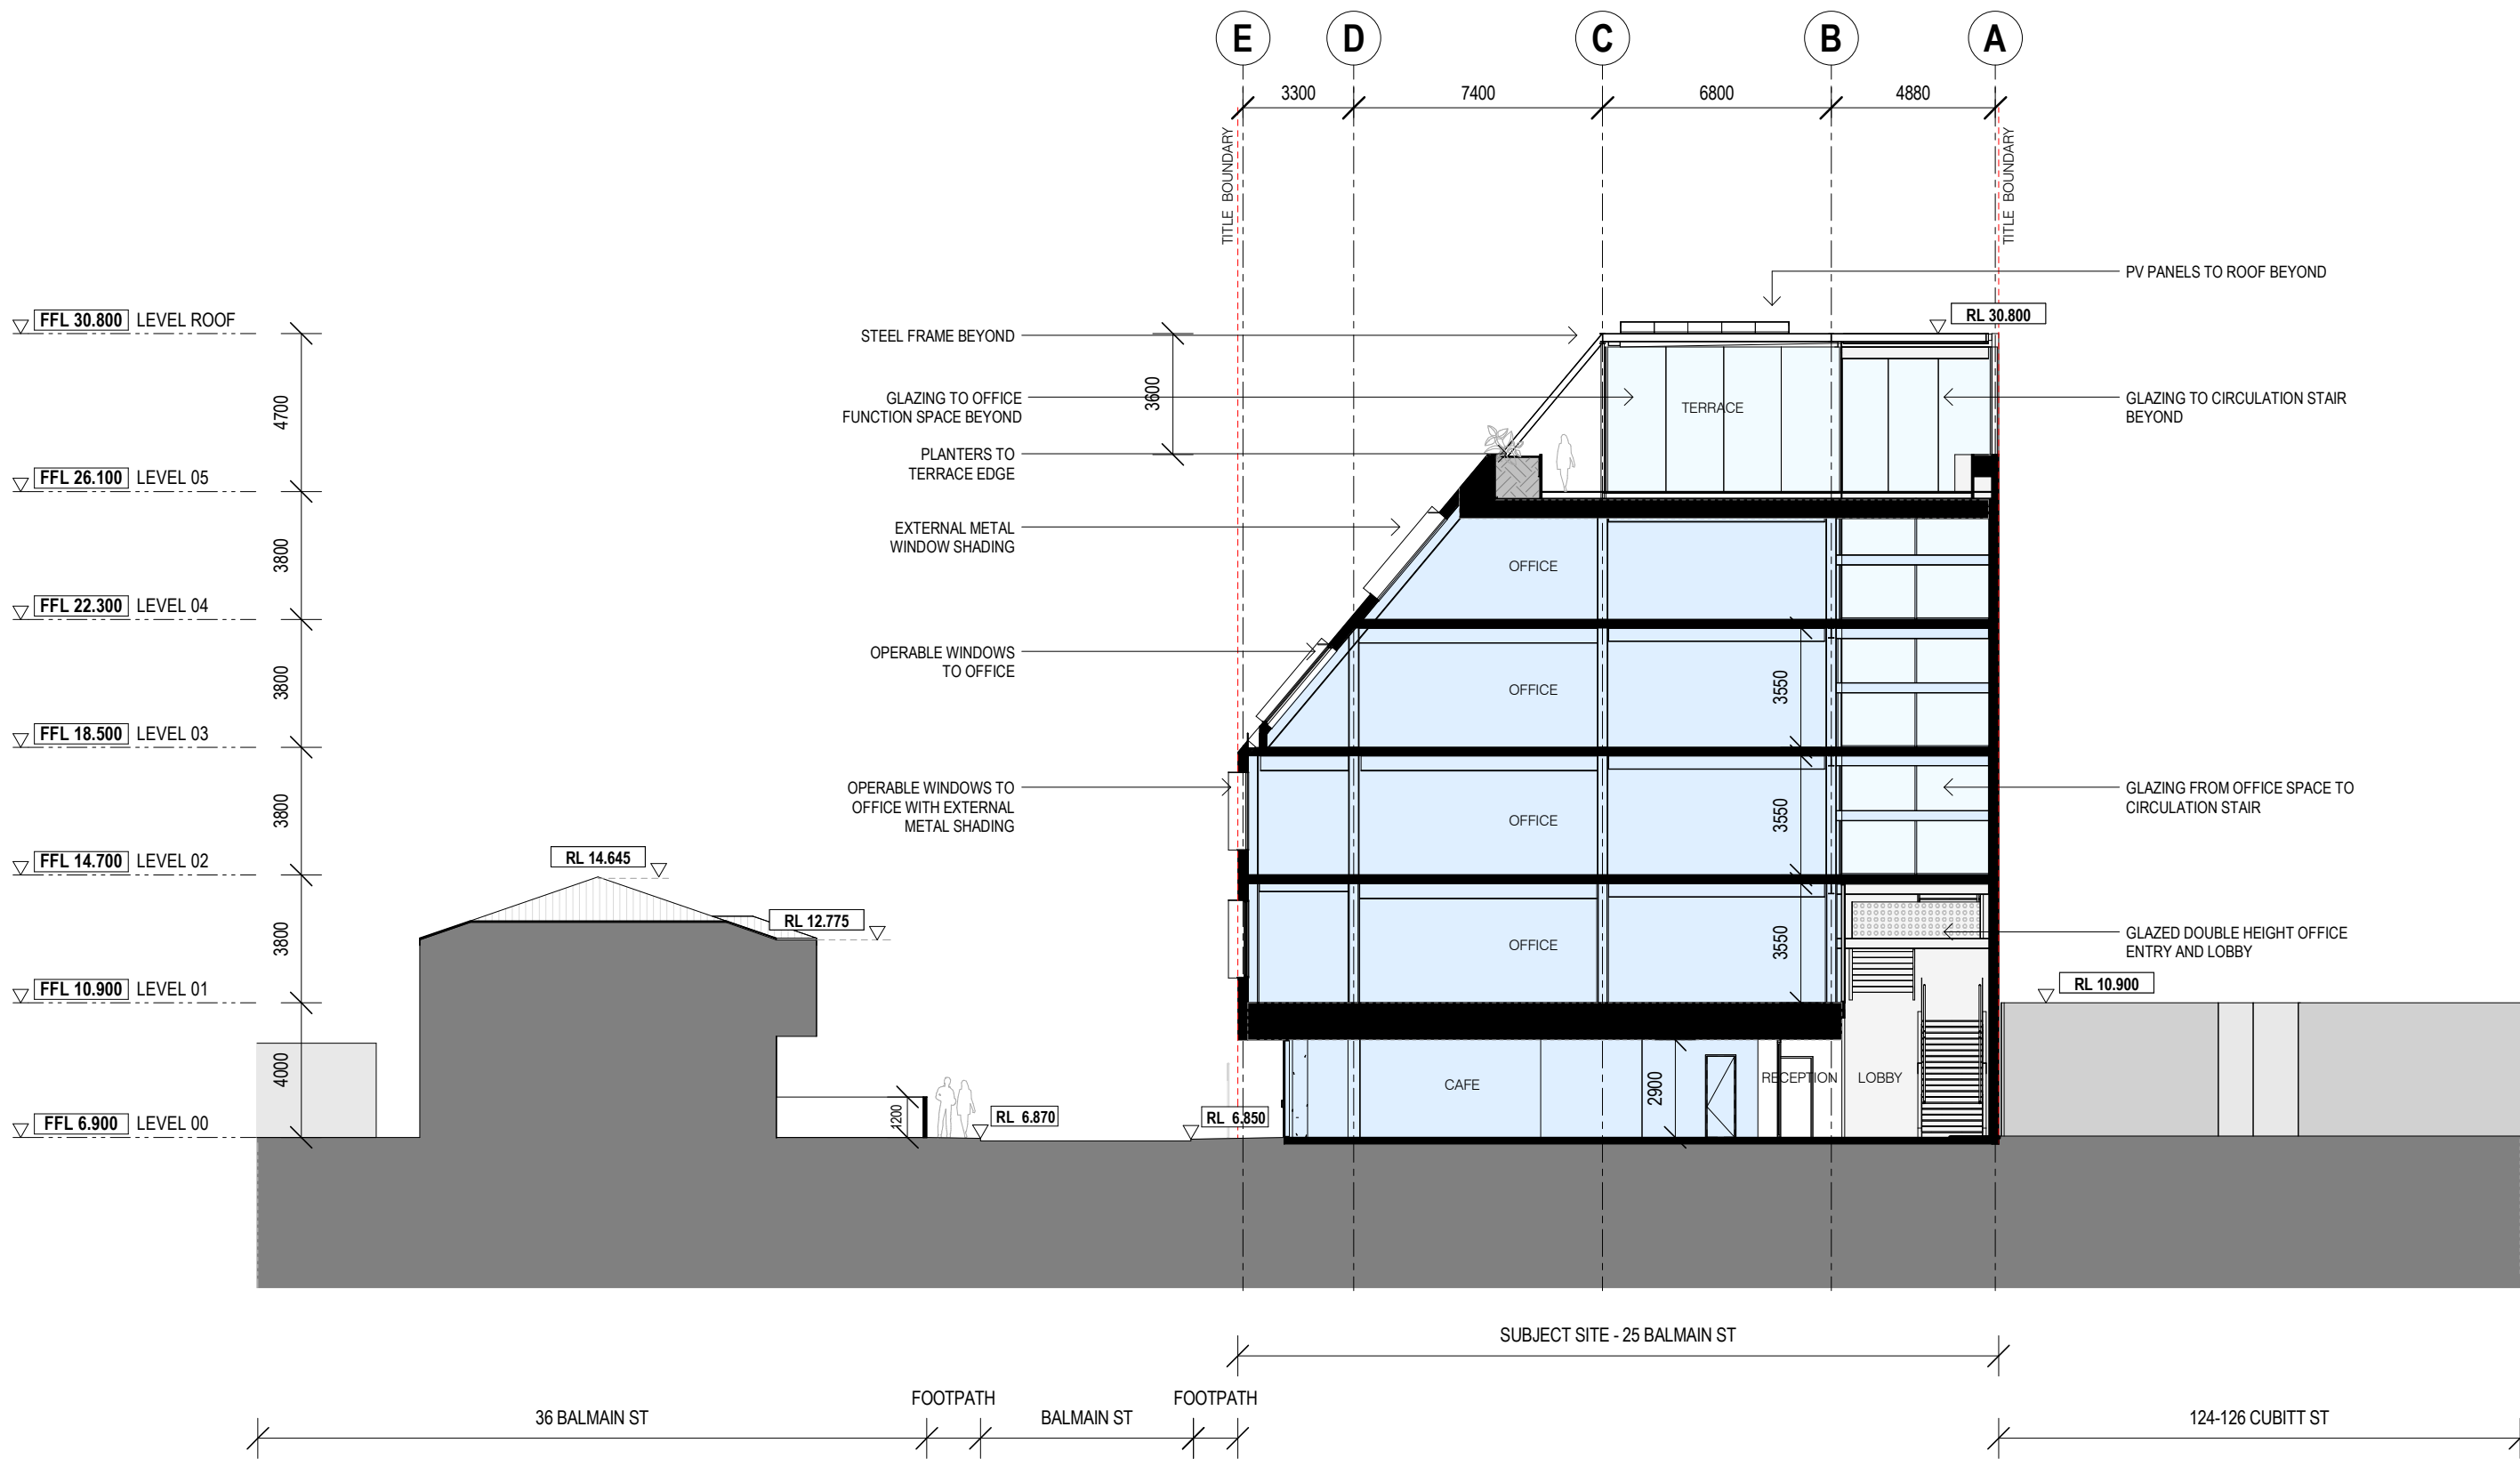 E D C B A
3300 7400 6800 4880
TITLE BOUNDARY
TITLE BOUNDARY
PV PANELS TO ROOF BEYOND
RL 30.800
FFL 30.800 LEVEL ROOF
STEEL FRAME BEYOND
4700
3600
GLAZING TO OFFICE
FUNCTION SPACE BEYOND
TERRACE
GLAZING TO CIRCULATION STAIR
BEYOND
PLANTERS TO
TERRACE EDGE
FFL 26.100 LEVEL 05
EXTERNAL METAL
WINDOW SHADING
3800
OFFICE
FFL 22.300 LEVEL 04
OPERABLE WINDOWS
TO OFFICE
3800
OFFICE
3550
FFL 18.500 LEVEL 03
OPERABLE WINDOWS TO
OFFICE WITH EXTERNAL
METAL SHADING
3800
OFFICE
3550
GLAZING FROM OFFICE SPACE TO
CIRCULATION STAIR
FFL 14.700 LEVEL 02
RL 14.645
RL 12.775
3800
OFFICE
3550
GLAZED DOUBLE HEIGHT OFFICE
ENTRY AND LOBBY
FFL 10.900 LEVEL 01
RL 10.900
4000
CAFE
2900
RECEPTION
LOBBY
1200
RL 6.870
RL 6.850
FFL 6.900 LEVEL 00
SUBJECT SITE - 25 BALMAIN ST
FOOTPATH FOOTPATH
36 BALMAIN ST BALMAIN ST 124-126 CUBITT ST